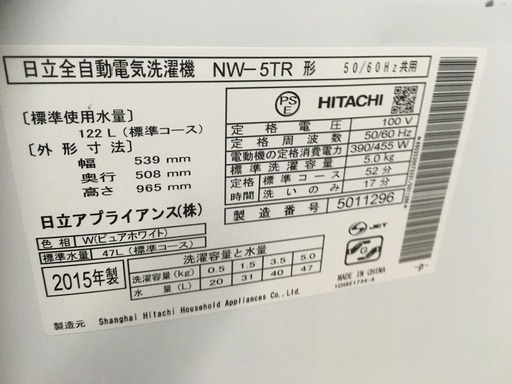 日立全自動電気洗濯機 NW-5TR 形 50/60Hz共用
[標準使用水量]
122L (標準コース)
[外形寸法]
幅 539 mm
奥行 508 mm
高さ 965 mm
日立アプライアンス(株)
色相 W(ピュアホワイト)
標準水量 47L(標準コース)
2015年製
洗濯容量と水量
洗濯容量(kg) 0.5 1.5 3.5 5.0
水量(L) 20 31 40 47
製造元 Shanghai Hitachi Household Appliances Co., Ltd.
PSE HITACHI
定格電圧 100 V
定格周波数 50/60 Hz
電動機の定格消費電力 390/455 W
標準洗濯容量 5.0kg
定格時間 標準コース 52分
洗いのみ 17分
製造番号 5011296
JET
MADE IN CHINA